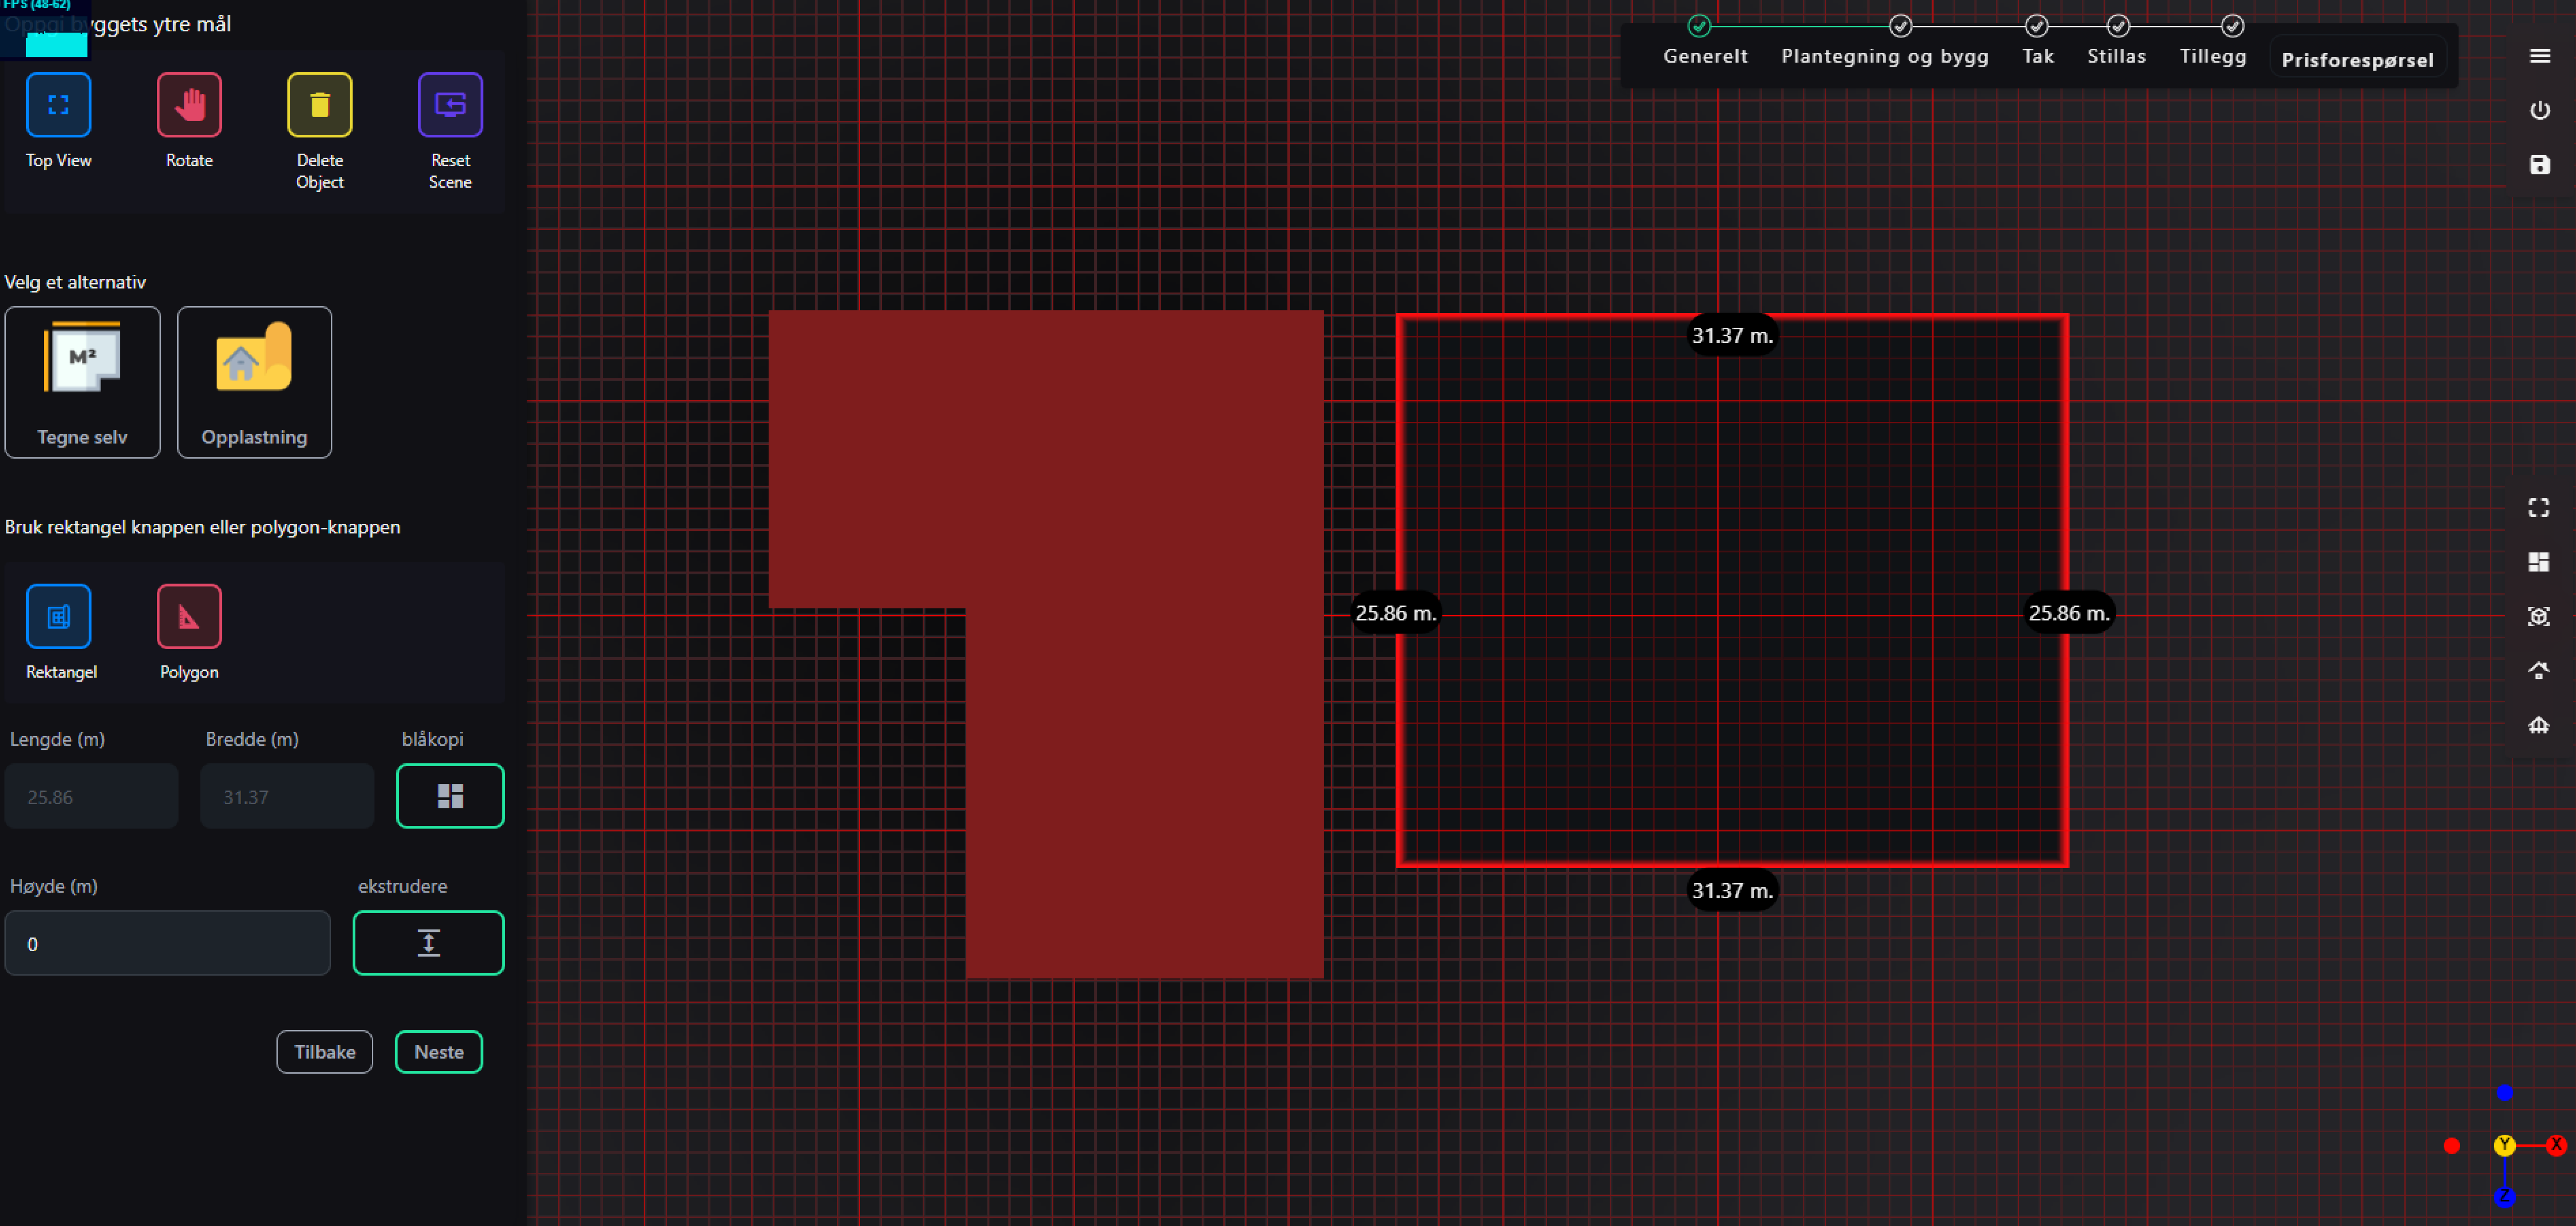 FPS (48-62)
Oppgi byggets ytre mål
Top View
Rotate
Delete
Object
Reset
Scene
Velg et alternativ
M²
Tegne selv
Opplastning
Bruk rektangel knappen eller polygon-knappen
Rektangel
Polygon
Lengde (m)
Bredde (m)
blåkopi
25.86
31.37
Høyde (m)
ekstrudere
0
Tilbake
Neste
Generelt
Plantegning og bygg
Tak
Stillas
Tillegg
Prisforespørsel
31.37 m.
25.86 m.
25.86 m.
31.37 m.
Y
X
Z